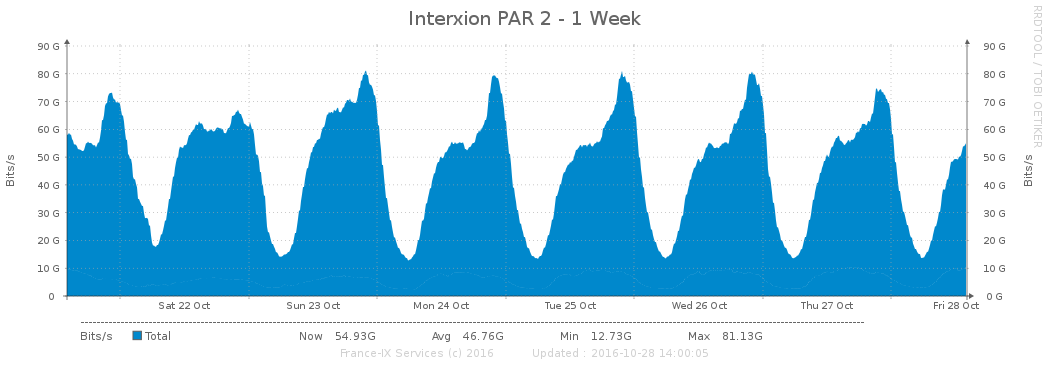 Interxion PAR 2 - 1 Week
RRDTOOL / TOBI OETIKER
90 G 90 G
80 G 80 G
70 G 70 G
60 G 60 G
50 G 50 G
40 G 40 G
30 G 30 G
20 G 20 G
10 G 10 G
0 0 G
Bits/s
Bits/s
Sat 22 Oct Sun 23 Oct Mon 24 Oct Tue 25 Oct Wed 26 Oct Thu 27 Oct Fri 28 Oct
Bits/s Total Now 54.93G Avg 46.76G Min 12.73G Max 81.13G
France-IX Services (c) 2016 Updated : 2016-10-28 14:00:05